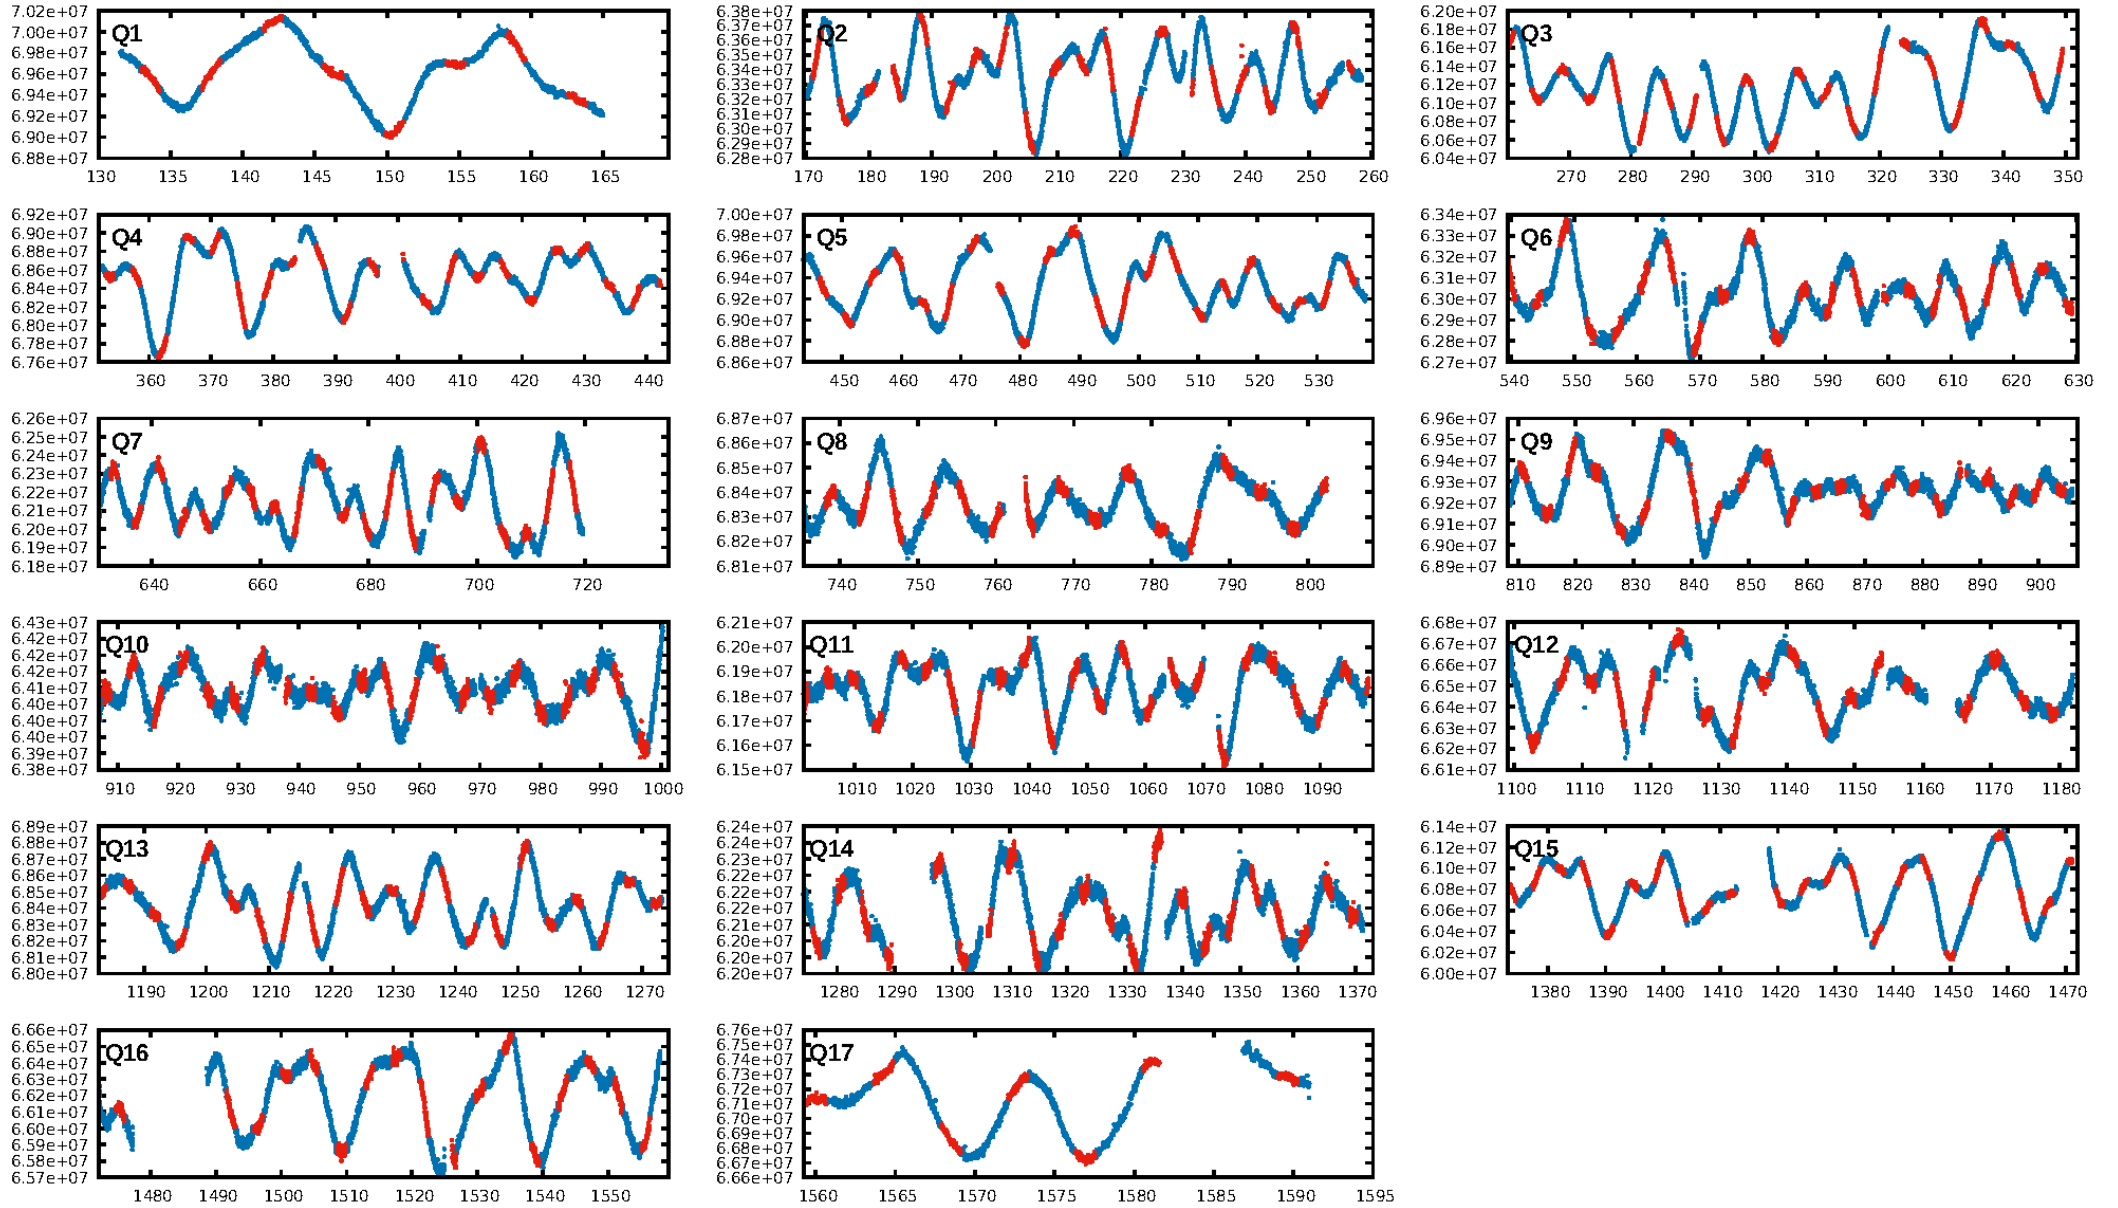 Q1
7.02e+07
7.00e+07
6.98e+07
6.96e+07
6.94e+07
6.92e+07
6.90e+07
6.88e+07
130 135 140 145 150 155 160 165
Q2
6.38e+07
6.37e+07
6.36e+07
6.35e+07
6.34e+07
6.33e+07
6.32e+07
6.31e+07
6.30e+07
6.29e+07
6.28e+07
170 180 190 200 210 220 230 240 250 260
Q3
6.20e+07
6.18e+07
6.16e+07
6.14e+07
6.12e+07
6.10e+07
6.08e+07
6.06e+07
6.04e+07
270 280 290 300 310 320 330 340 350
Q4
6.92e+07
6.90e+07
6.88e+07
6.86e+07
6.84e+07
6.82e+07
6.80e+07
6.78e+07
6.76e+07
360 370 380 390 400 410 420 430 440
Q5
7.00e+07
6.98e+07
6.96e+07
6.94e+07
6.92e+07
6.90e+07
6.88e+07
6.86e+07
450 460 470 480 490 500 510 520 530
Q6
6.34e+07
6.33e+07
6.32e+07
6.31e+07
6.30e+07
6.29e+07
6.28e+07
6.27e+07
540 550 560 570 580 590 600 610 620 630
Q7
6.26e+07
6.25e+07
6.24e+07
6.23e+07
6.22e+07
6.21e+07
6.20e+07
6.19e+07
6.18e+07
640 660 680 700 720
Q8
6.87e+07
6.86e+07
6.85e+07
6.84e+07
6.83e+07
6.82e+07
6.81e+07
740 750 760 770 780 790 800
Q9
6.96e+07
6.95e+07
6.94e+07
6.93e+07
6.92e+07
6.91e+07
6.90e+07
6.89e+07
810 820 830 840 850 860 870 880 890 900
Q10
6.43e+07
6.42e+07
6.42e+07
6.41e+07
6.41e+07
6.40e+07
6.40e+07
6.39e+07
6.39e+07
6.38e+07
910 920 930 940 950 960 970 980 990 1000
Q11
6.21e+07
6.20e+07
6.19e+07
6.18e+07
6.17e+07
6.16e+07
6.15e+07
1010 1020 1030 1040 1050 1060 1070 1080 1090
Q12
6.68e+07
6.67e+07
6.66e+07
6.65e+07
6.64e+07
6.63e+07
6.62e+07
6.61e+07
1100 1110 1120 1130 1140 1150 1160 1170 1180
Q13
6.89e+07
6.88e+07
6.87e+07
6.86e+07
6.85e+07
6.84e+07
6.83e+07
6.82e+07
6.81e+07
6.80e+07
1190 1200 1210 1220 1230 1240 1250 1260 1270
Q14
6.24e+07
6.23e+07
6.23e+07
6.22e+07
6.22e+07
6.21e+07
6.21e+07
6.20e+07
6.20e+07
1280 1290 1300 1310 1320 1330 1340 1350 1360 1370
Q15
6.14e+07
6.12e+07
6.10e+07
6.08e+07
6.06e+07
6.04e+07
6.02e+07
6.00e+07
1380 1390 1400 1410 1420 1430 1440 1450 1460 1470
Q16
6.66e+07
6.65e+07
6.64e+07
6.63e+07
6.62e+07
6.61e+07
6.60e+07
6.59e+07
6.58e+07
6.57e+07
1480 1490 1500 1510 1520 1530 1540 1550
Q17
6.76e+07
6.75e+07
6.74e+07
6.73e+07
6.72e+07
6.71e+07
6.70e+07
6.69e+07
6.68e+07
6.67e+07
6.66e+07
1560 1565 1570 1575 1580 1585 1590 1595